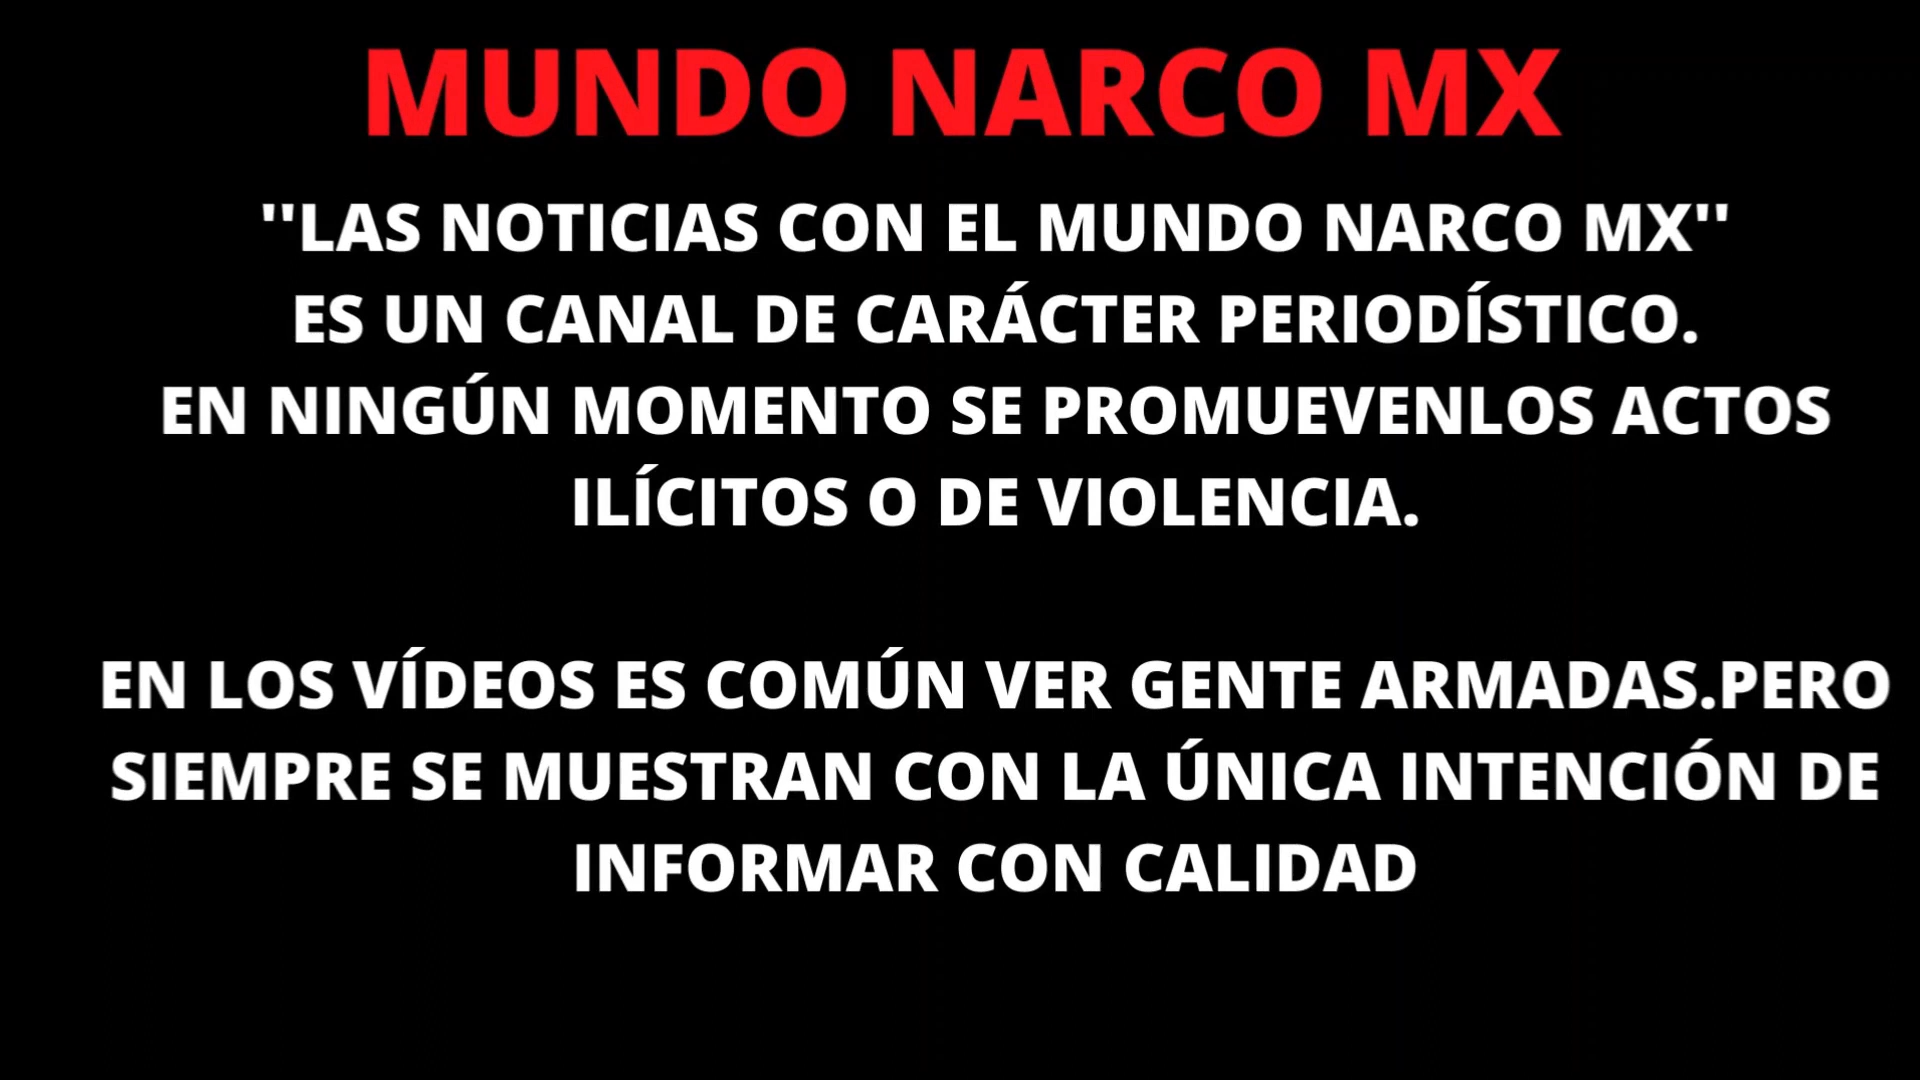 MUNDO NARCO MX
"LAS NOTICIAS CON EL MUNDO NARCO MX"
ES UN CANAL DE CARÁCTER PERIODÍSTICO.
EN NINGÚN MOMENTO SE PROMUEVENLOS ACTOS
ILÍCITOS O DE VIOLENCIA.
EN LOS VÍDEOS ES COMÚN VER GENTE ARMADAS.PERO
SIEMPRE SE MUESTRAN CON LA ÚNICA INTENCIÓN DE
INFORMAR CON CALIDAD